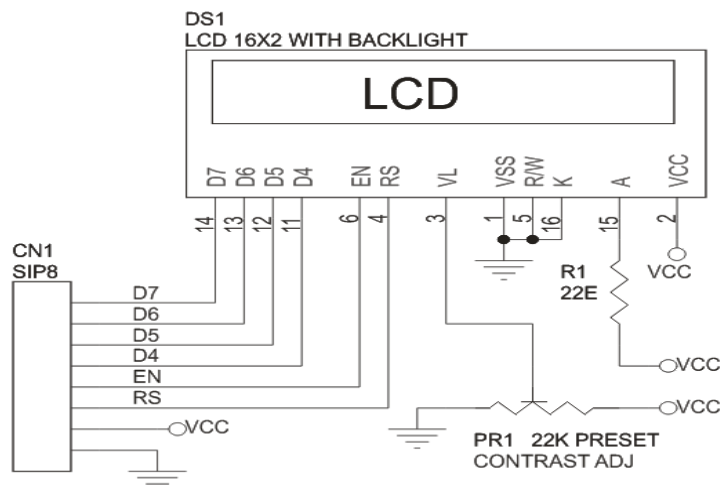 DS1
LCD 16X2 WITH BACKLIGHT
LCD
D7 D6 D5 D4 EN RS VL VSS R/W K A VCC
14 13 12 11 6 4 3 1 5 16 15 2
CN1
SIP8
R1
22E
VCC
D7
D6
D5
D4
EN
RS
VCC
VCC
VCC
PR1 22K PRESET
CONTRAST ADJ